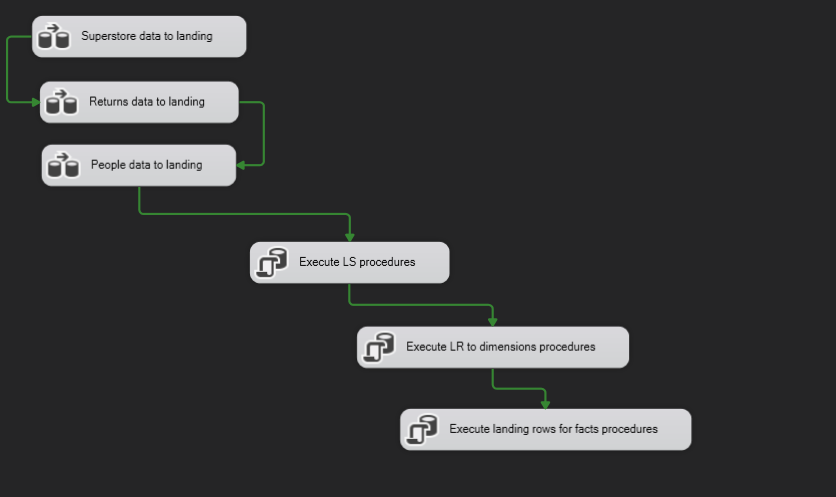 Superstore data to landing
Returns data to landing
People data to landing
Execute LS procedures
Execute LR to dimensions procedures
Execute landing rows for facts procedures